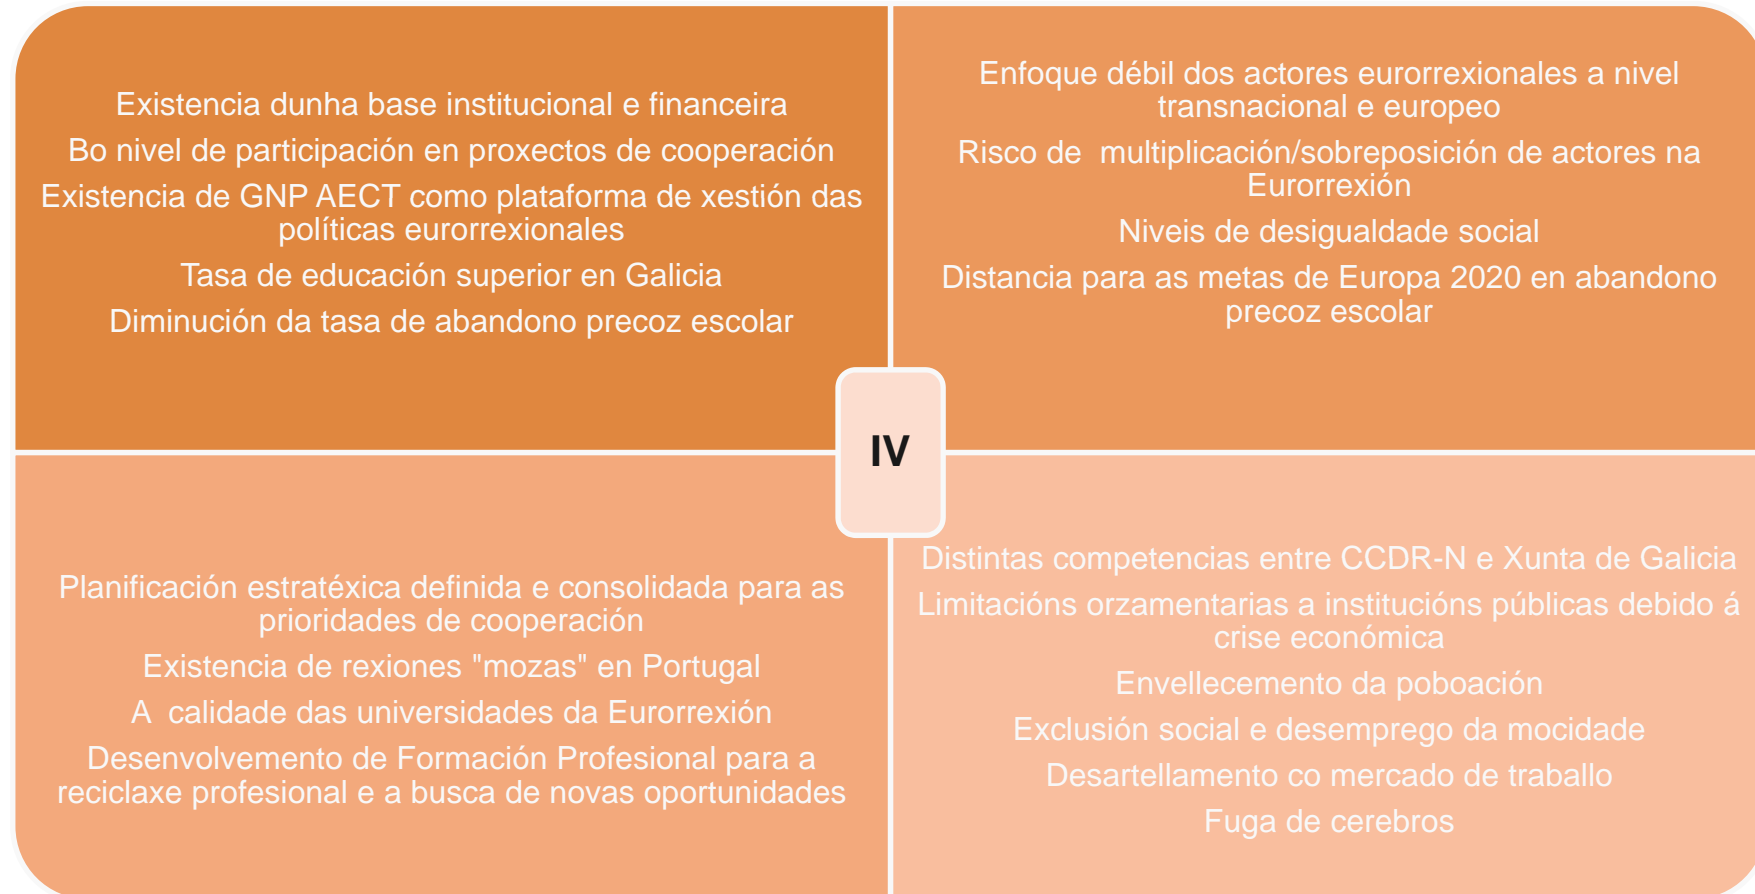 Existencia dunha base institucional e financeira
Bo nivel de participación en proxectos de cooperación
Existencia de GNP AECT como plataforma de xestión das
políticas eurorrexionales
Tasa de educación superior en Galicia
Diminución da tasa de abandono precoz escolar
Enfoque débil dos actores eurorrexionales a nivel
transnacional e europeo
Risco de multiplicación/sobreposición de actores na
Eurorrexión
Niveis de desigualdade social
Distancia para as metas de Europa 2020 en abandono
precoz escolar
IV
Planificación estratéxica definida e consolidada para as
prioridades de cooperación
Existencia de rexiones "mozas" en Portugal
A calidade das universidades da Eurorrexión
Desenvolvemento de Formación Profesional para a
reciclaxe profesional e a busca de novas oportunidades
Distintas competencias entre CCDR-N e Xunta de Galicia
Limitacións orzamentarias a institucións públicas debido á
crise económica
Envellecemento da poboación
Exclusión social e desemprego da mocidade
Desartellamento co mercado de traballo
Fuga de cerebros